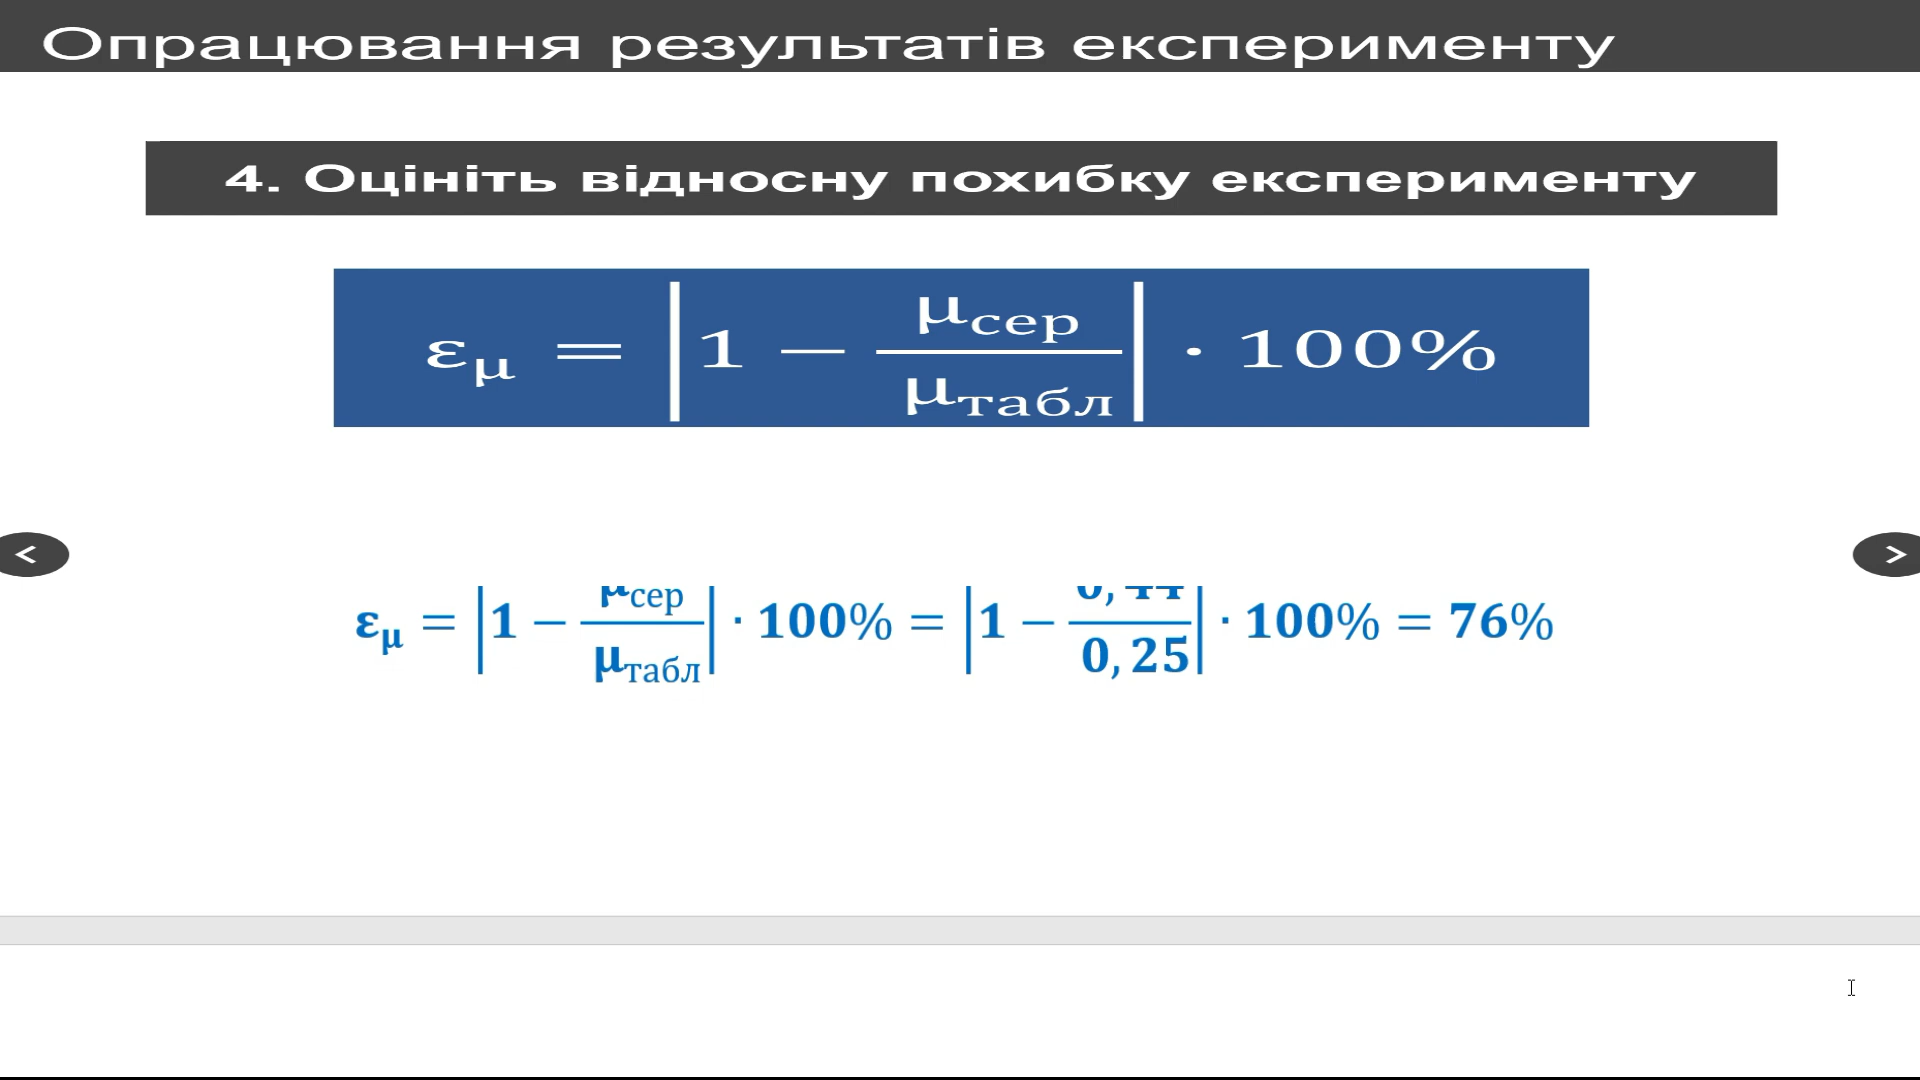 Опрацювання результатів експерименту
4. Оцініть відносну похибку експерименту
ε_μ = |1 − μ_сер / μ_табл| · 100%
< >
ε_μ = |1 − μ_сер / μ_табл| · 100% = |1 − 0, 44 / 0, 25| · 100% = 76%